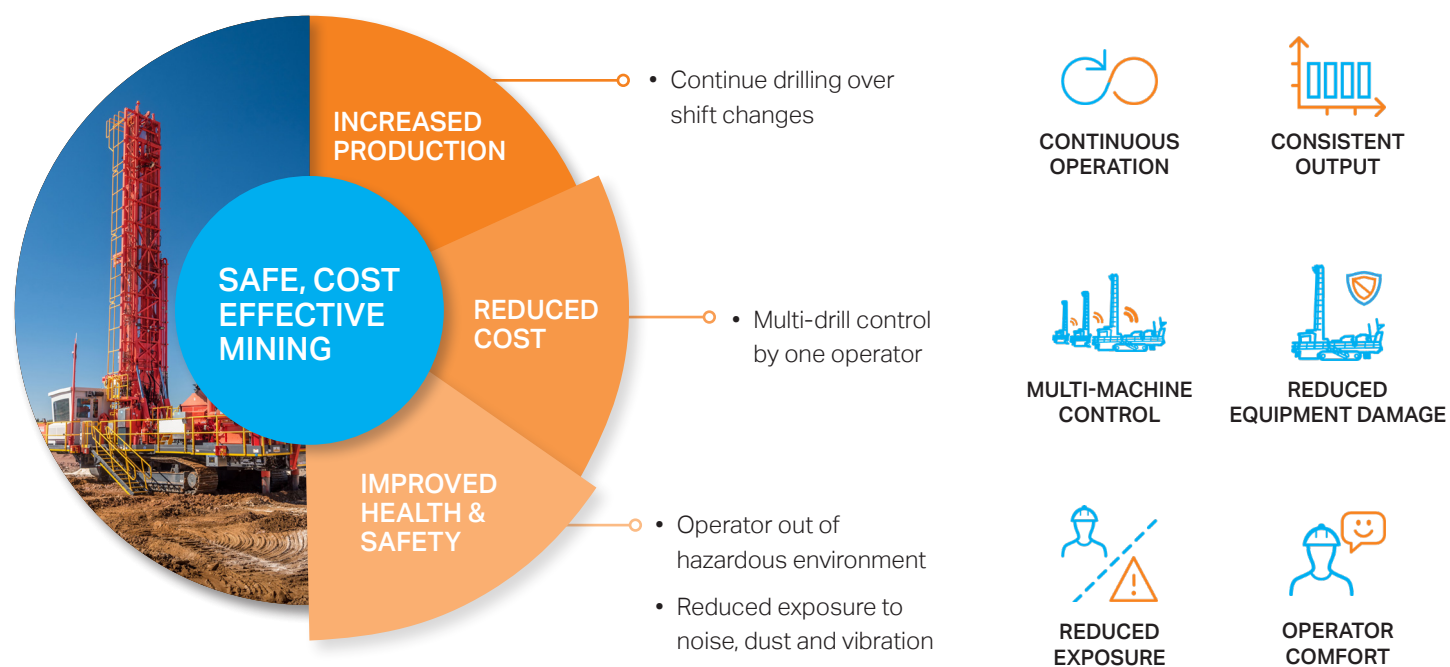 INCREASED
PRODUCTION
• Continue drilling over
shift changes
SAFE, COST
EFFECTIVE
MINING
REDUCED
COST
• Multi-drill control
by one operator
IMPROVED
HEALTH &
SAFETY
• Operator out of
hazardous environment
• Reduced exposure to
noise, dust and vibration
CONTINUOUS
OPERATION
CONSISTENT
OUTPUT
MULTI-MACHINE
CONTROL
REDUCED
EQUIPMENT DAMAGE
REDUCED
EXPOSURE
OPERATOR
COMFORT